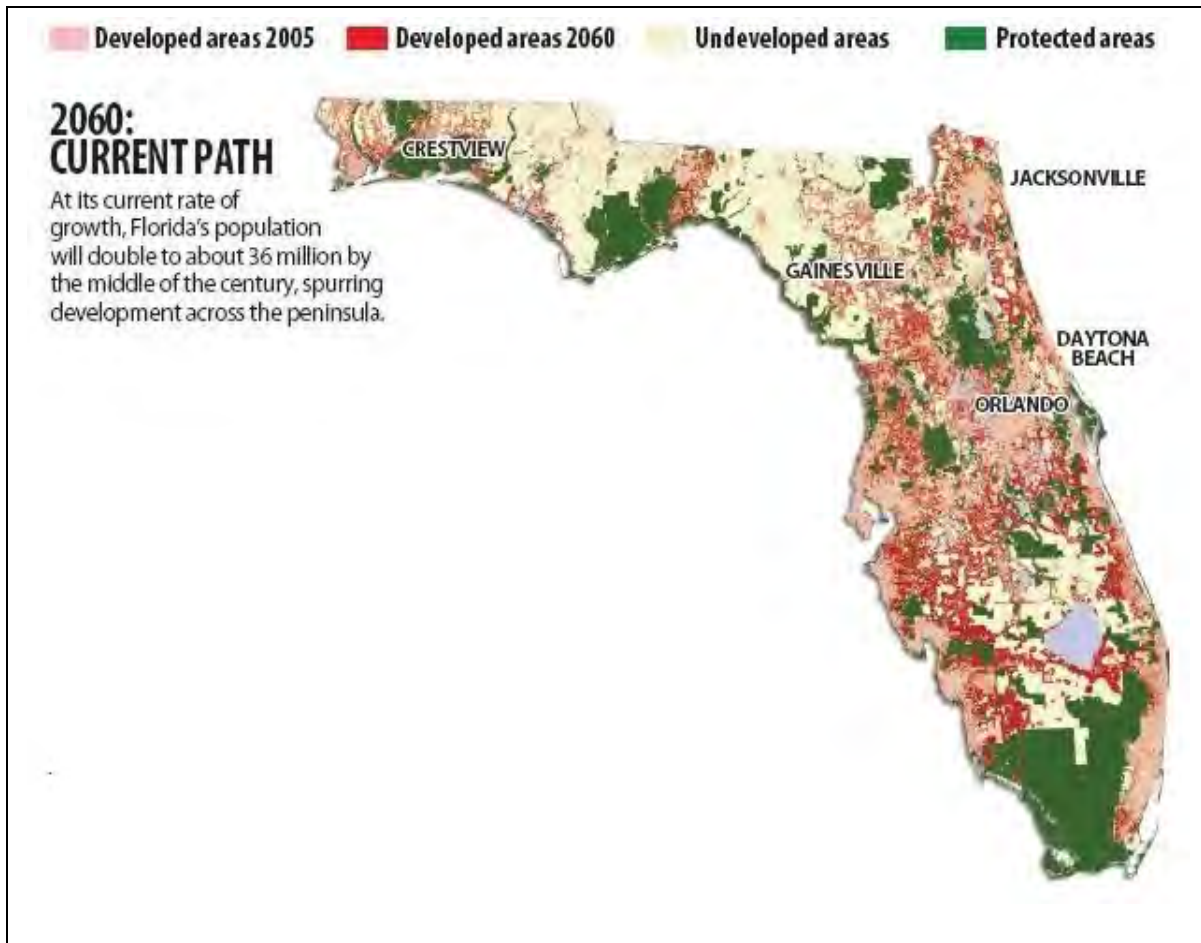 Developed areas 2005 Developed areas 2060 Undeveloped areas Protected areas
2060:
CURRENT PATH
At its current rate of
growth, Florida's population
will double to about 36 million by
the middle of the century, spurring
development across the peninsula.
CRESTVIEW
JACKSONVILLE
GAINESVILLE
DAYTONA
BEACH
ORLANDO